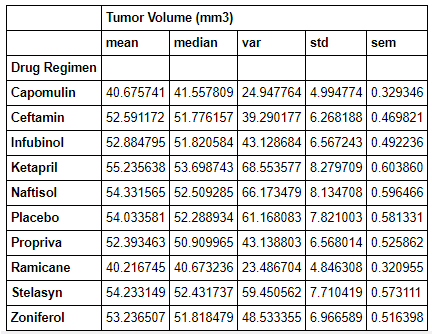 Tumor Volume (mm3)
mean median var std sem
Drug Regimen
Capomulin 40.675741 41.557809 24.947764 4.994774 0.329346
Ceftamin 52.591172 51.776157 39.290177 6.268188 0.469821
Infubinol 52.884795 51.820584 43.128684 6.567243 0.492236
Ketapril 55.235638 53.698743 68.553577 8.279709 0.603860
Naftisol 54.331565 52.509285 66.173479 8.134708 0.596466
Placebo 54.033581 52.288934 61.168083 7.821003 0.581331
Propriva 52.393463 50.909965 43.138803 6.568014 0.525862
Ramicane 40.216745 40.673236 23.486704 4.846308 0.320955
Stelasyn 54.233149 52.431737 59.450562 7.710419 0.573111
Zoniferol 53.236507 51.818479 48.533355 6.966589 0.516398